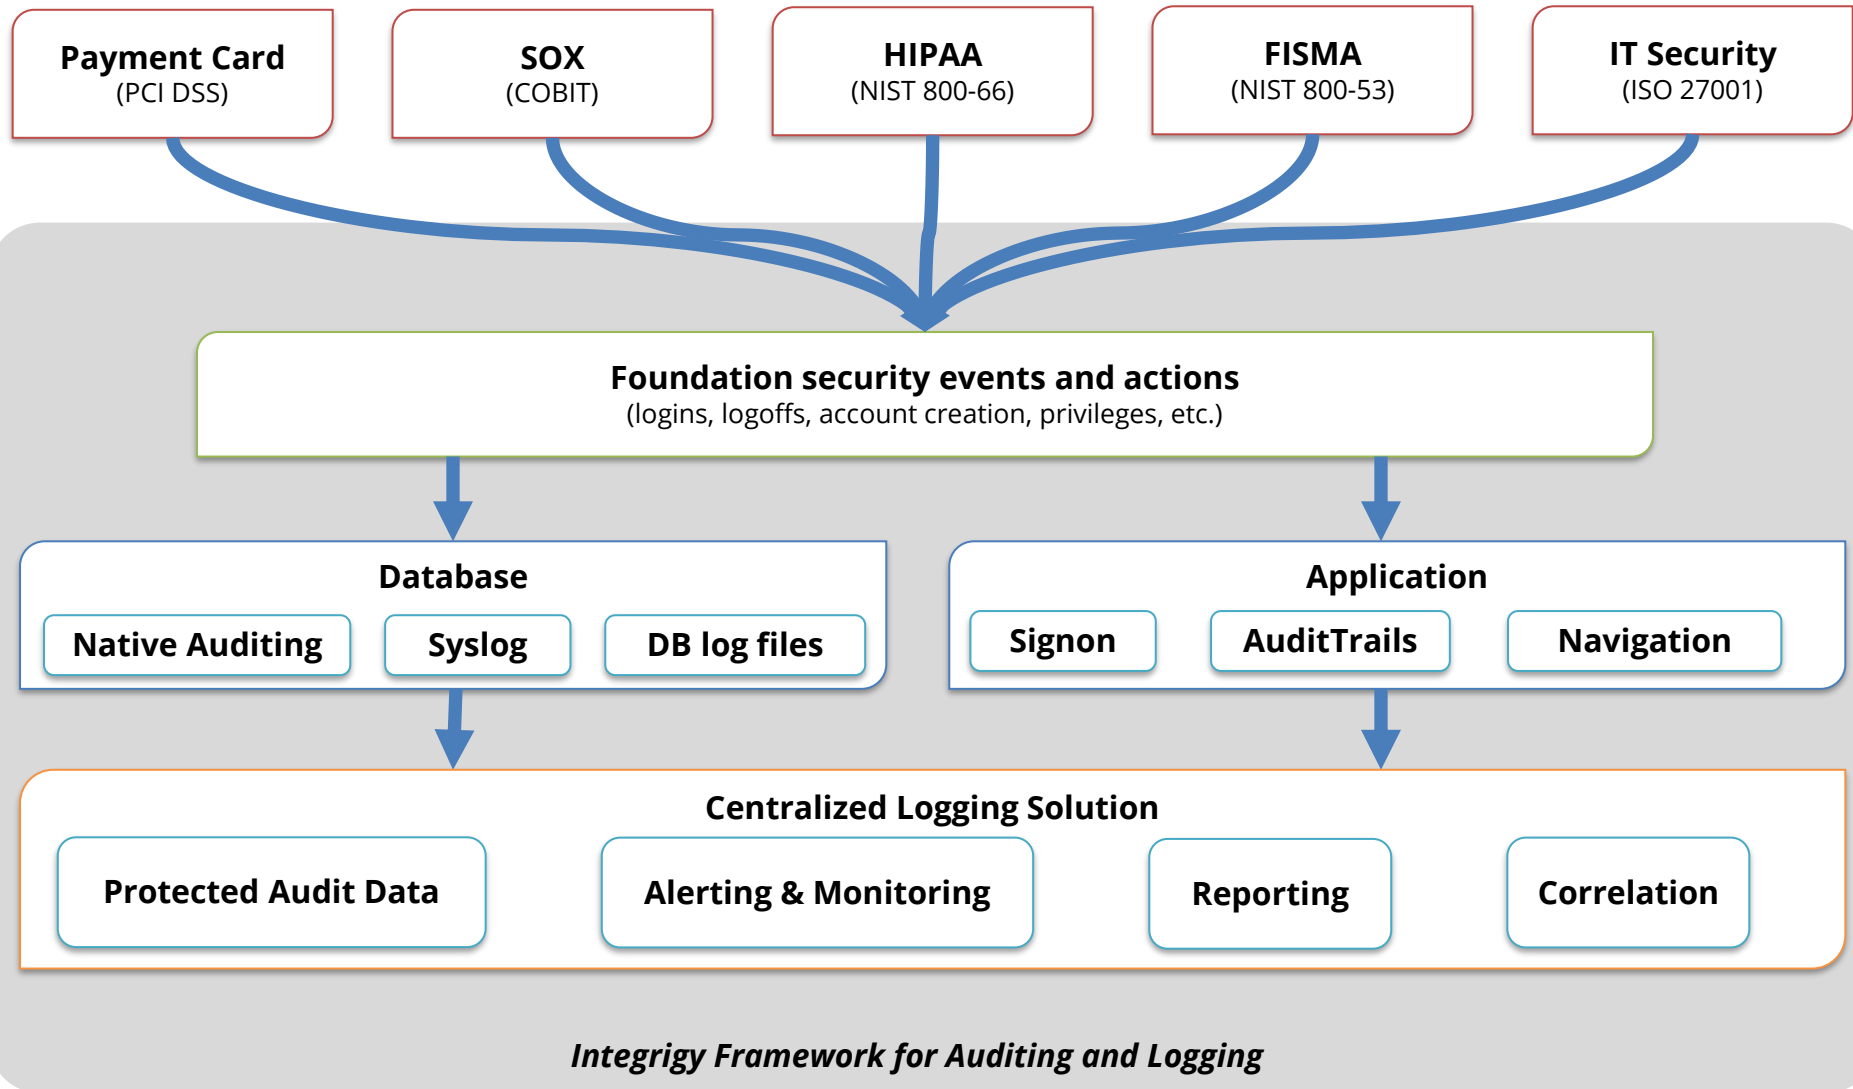 Payment Card
(PCI DSS)
SOX
(COBIT)
HIPAA
(NIST 800-66)
FISMA
(NIST 800-53)
IT Security
(ISO 27001)
Foundation security events and actions
(logins, logoffs, account creation, privileges, etc.)
Database
Native Auditing
Syslog
DB log files
Application
Signon
AuditTrails
Navigation
Centralized Logging Solution
Protected Audit Data
Alerting & Monitoring
Reporting
Correlation
Integrigy Framework for Auditing and Logging